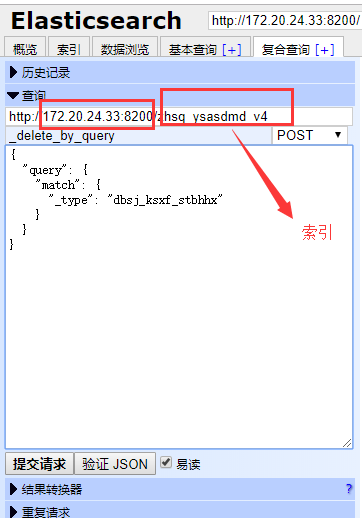 Elasticsearch
http://172.20.24.33:8200/
概览 索引 数据浏览 基本查询 [+] 复合查询 [+]
历史记录
查询
http://172.20.24.33:8200/zhsq_ysasdmd_v4
_delete_by_query POST
{
"query": {
"match": {
"_type": "dbsj_ksxf_stbhhx"
}
}
}
索引
提交请求 验证 JSON 易读
结果转换器 ?
重复请求